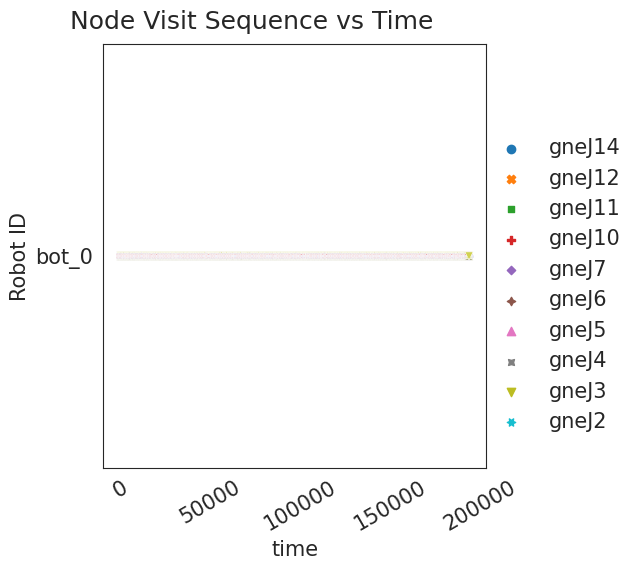 Node Visit Sequence vs Time
Robot ID
bot_0
0
50000
100000
150000
200000
time
gneJ14
gneJ12
gneJ11
gneJ10
gneJ7
gneJ6
gneJ5
gneJ4
gneJ3
gneJ2